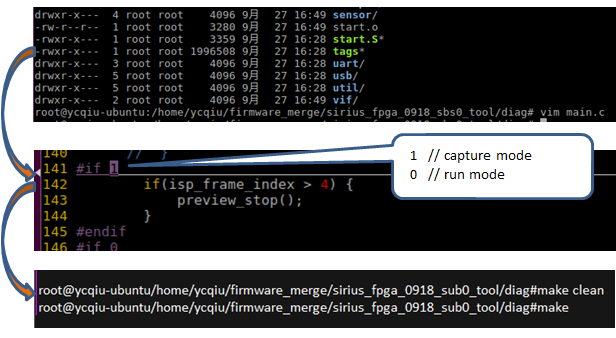 drwxr-x--- 4 root root 4096 9月 27 16:49 sensor/
-rw-r--r-- 1 root root 3280 9月 27 16:49 start.o
-rwxr-x--- 1 root root 3359 9月 27 16:28 start.S*
-rwxr-x--- 1 root root 1996508 9月 27 16:28 tags*
drwxr-x--- 3 root root 4096 9月 27 16:28 uart/
drwxr-x--- 5 root root 4096 9月 27 16:28 usb/
drwxr-x--- 5 root root 4096 9月 27 16:28 util/
drwxr-x--- 2 root root 4096 9月 27 16:49 vif/
root@ycqiu-ubuntu:/home/ycqiu/firmware_merge/sirius_fpga_0918_sbs0_tool/diag# vim main.c
140 // }
141 #if 1
142 if(isp_frame_index > 4) {
143 preview_stop();
144 }
145 #endif
146 #if 0
1 // capture mode
0 // run mode
root@ycqiu-ubuntu/home/ycqiu/firmware_merge/sirius_fpga_0918_sub0_tool/diag#make clean
root@ycqiu-ubuntu/home/ycqiu/firmware_merge/sirius_fpga_0918_sub0_tool/diag#make